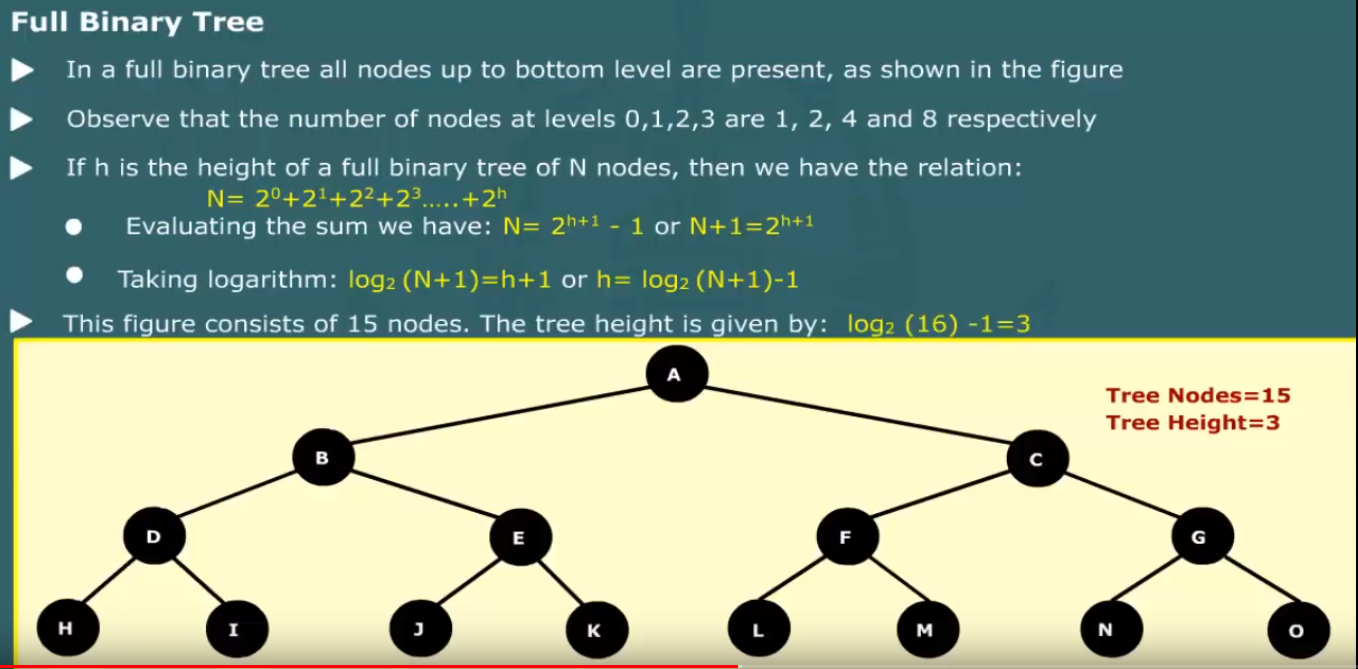 Full Binary Tree
In a full binary tree all nodes up to bottom level are present, as shown in the figure
Observe that the number of nodes at levels 0,1,2,3 are 1, 2, 4 and 8 respectively
If h is the height of a full binary tree of N nodes, then we have the relation:
N= 2⁰+2¹+2²+2³.....+2ʰ
Evaluating the sum we have: N= 2ʰ⁺¹ - 1 or N+1=2ʰ⁺¹
Taking logarithm: log₂ (N+1)=h+1 or h= log₂ (N+1)-1
This figure consists of 15 nodes. The tree height is given by: log₂ (16) -1=3
A
Tree Nodes=15
Tree Height=3
B C
D E F G
H I J K L M N O